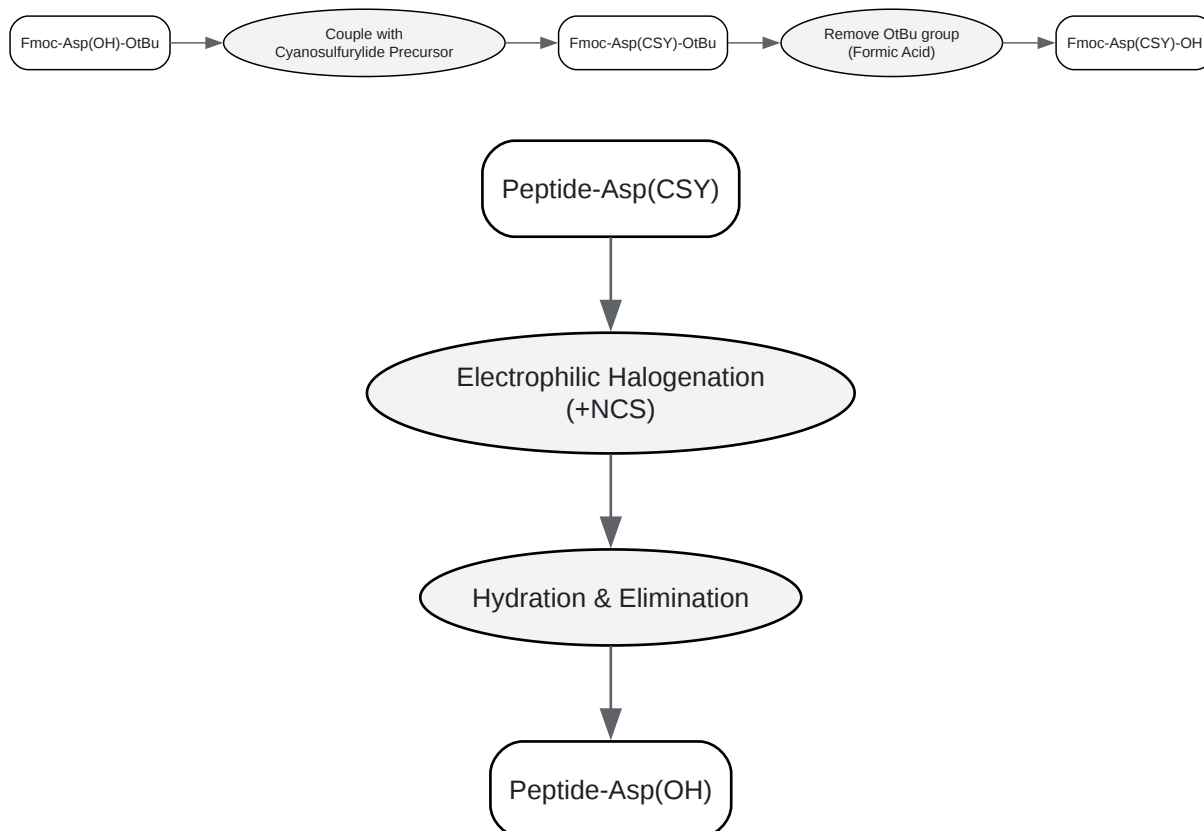 Fmoc-Asp(OH)-OtBu
Couple with
Cyanosulfurylide Precursor
Fmoc-Asp(CSY)-OtBu
Remove OtBu group
(Formic Acid)
Fmoc-Asp(CSY)-OH
Peptide-Asp(CSY)
Electrophilic Halogenation
(+NCS)
Hydration & Elimination
Peptide-Asp(OH)